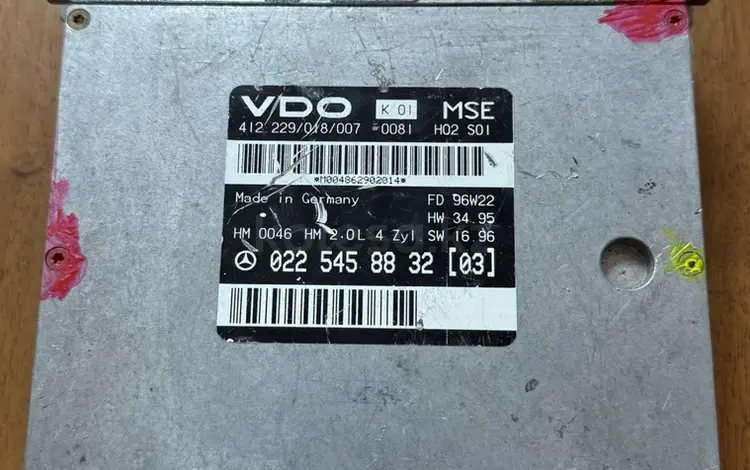 VDO K 01 MSE
412 229/018/007 0081 H02 S01
*M004862902014*
Made in Germany FD 96W22
HW 34.95
HM 0046 HM 2.0L 4 Zyl SW 16.96
022 545 88 32 [03]